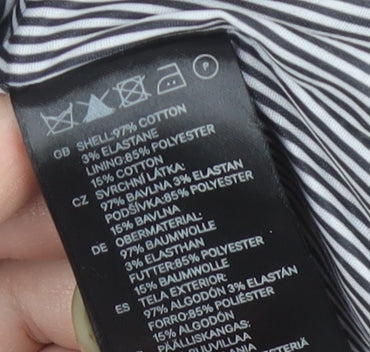 P
GB SHELL:97% COTTON
3% ELASTANE
LINING:85% POLYESTER
15% COTTON
CZ SVRCHNÍ LÁTKA:
97% BAVLNA 3% ELASTAN
PODŠÍVKA:85% POLYESTER
15% BAVLNA
DE OBERMATERIAL:
97% BAUMWOLLE
3% ELASTHAN
FUTTER:85% POLYESTER
15% BAUMWOLLE
ES TELA EXTERIOR:
97% ALGODÓN 3% ELASTÁN
FORRO:85% POLIÉSTER
15% ALGODÓN
PÄÄLLISKANGAS: